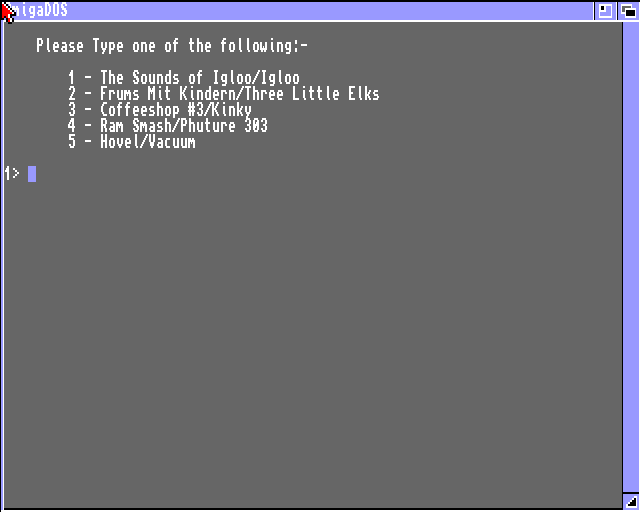 migaDOS
Please Type one of the following:-
1 - The Sounds of Igloo/Igloo
2 - Frums Mit Kindern/Three Little Elks
3 - Coffeeshop #3/Kinky
4 - Ram Smash/Phuture 303
5 - Hovel/Vacuum
1>